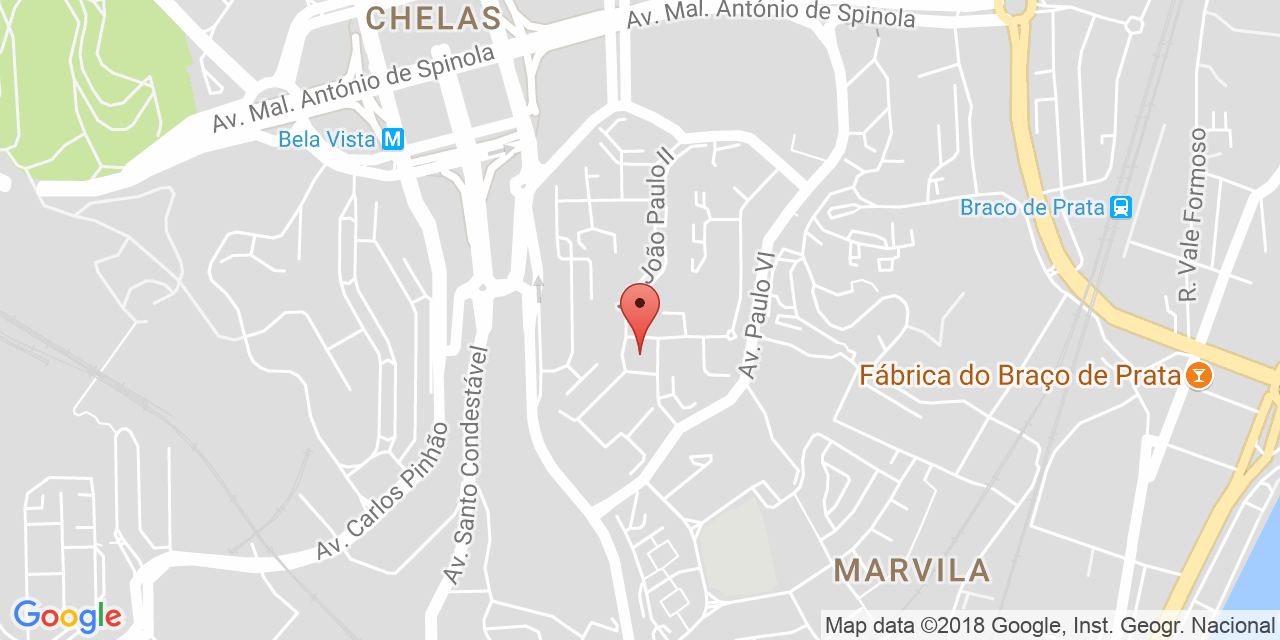 CHELAS
Av. Mal. António de Spinola
Av. Mal. António de Spinola
Bela Vista M
João Paulo II
R. Vale Formoso
Braco de Prata
Av. Paulo VI
Fábrica do Braço de Prata
Av. Santo Condestável
Av. Carlos Pinhão
MARVILA
Google
Map data ©2018 Google, Inst. Geogr. Nacional